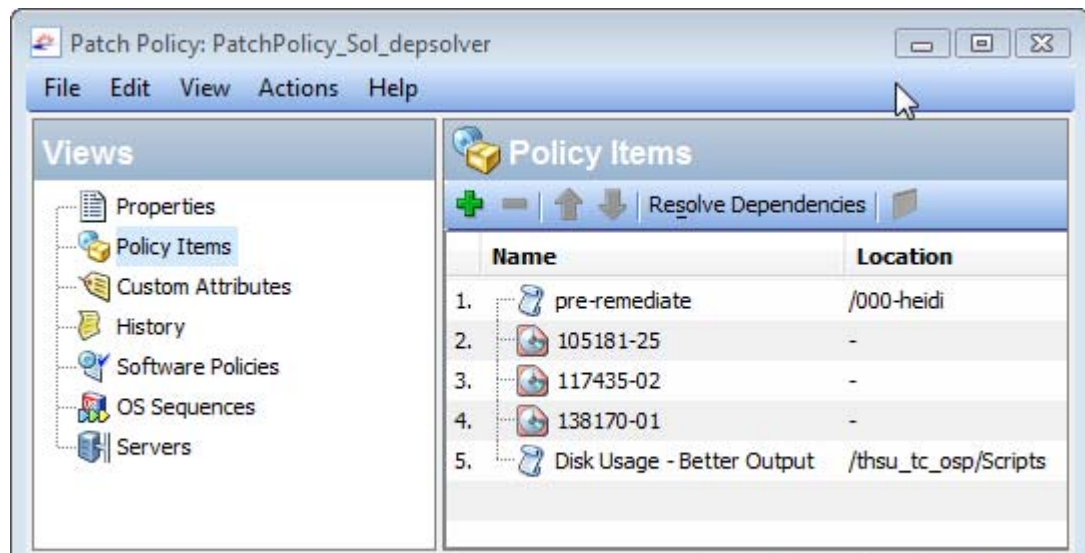 Patch Policy: PatchPolicy_Sol_depsolver
File Edit View Actions Help
Views
Properties
Policy Items
Custom Attributes
History
Software Policies
OS Sequences
Servers
Policy Items
Resolve Dependencies
Name Location
1. pre-remediate /000-heidi
2. 105181-25 -
3. 117435-02 -
4. 138170-01 -
5. Disk Usage - Better Output /thsu_tc_osp/Scripts